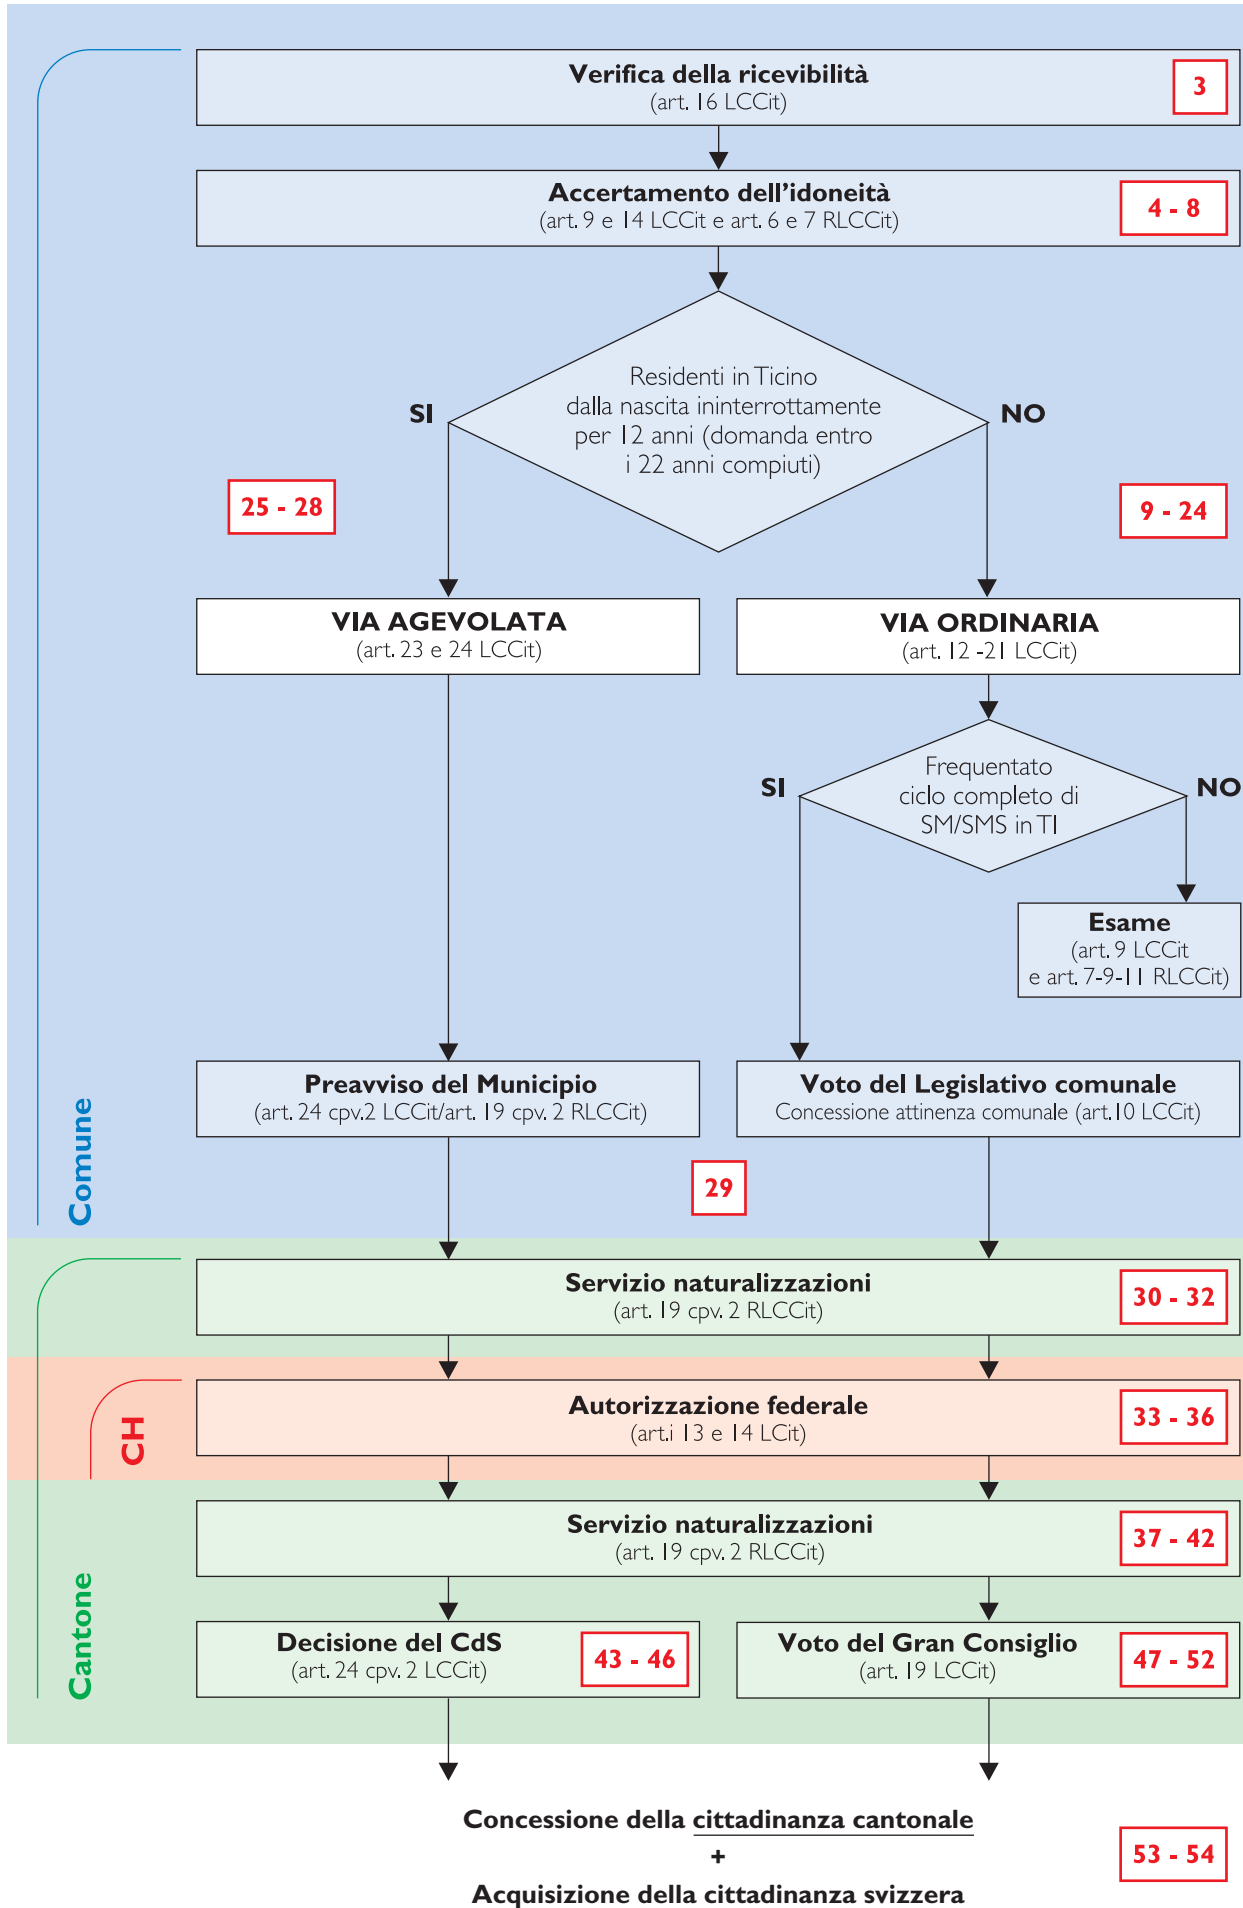 Verifica della ricevibilità
(art. 16 LCCit)
3
Accertamento dell'idoneità
(art. 9 e 14 LCCit e art. 6 e 7 RLCCit)
4 - 8
Residenti in Ticino
dalla nascita ininterrottamente
per 12 anni (domanda entro
i 22 anni compiuti)
SI
NO
25 - 28
9 - 24
VIA AGEVOLATA
(art. 23 e 24 LCCit)
VIA ORDINARIA
(art. 12 -21 LCCit)
Frequentato
ciclo completo di
SM/SMS in TI
SI
NO
Esame
(art. 9 LCCit
e art. 7-9-11 RLCCit)
Preavviso del Municipio
(art. 24 cpv.2 LCCit/art. 19 cpv. 2 RLCCit)
Voto del Legislativo comunale
Concessione attinenza comunale (art.10 LCCit)
29
Comune
Servizio naturalizzazioni
(art. 19 cpv. 2 RLCCit)
30 - 32
CH
Autorizzazione federale
(art.i 13 e 14 LCit)
33 - 36
Servizio naturalizzazioni
(art. 19 cpv. 2 RLCCit)
37 - 42
Cantone
Decisione del CdS
(art. 24 cpv. 2 LCCit)
43 - 46
Voto del Gran Consiglio
(art. 19 LCCit)
47 - 52
Concessione della cittadinanza cantonale
+
Acquisizione della cittadinanza svizzera
53 - 54